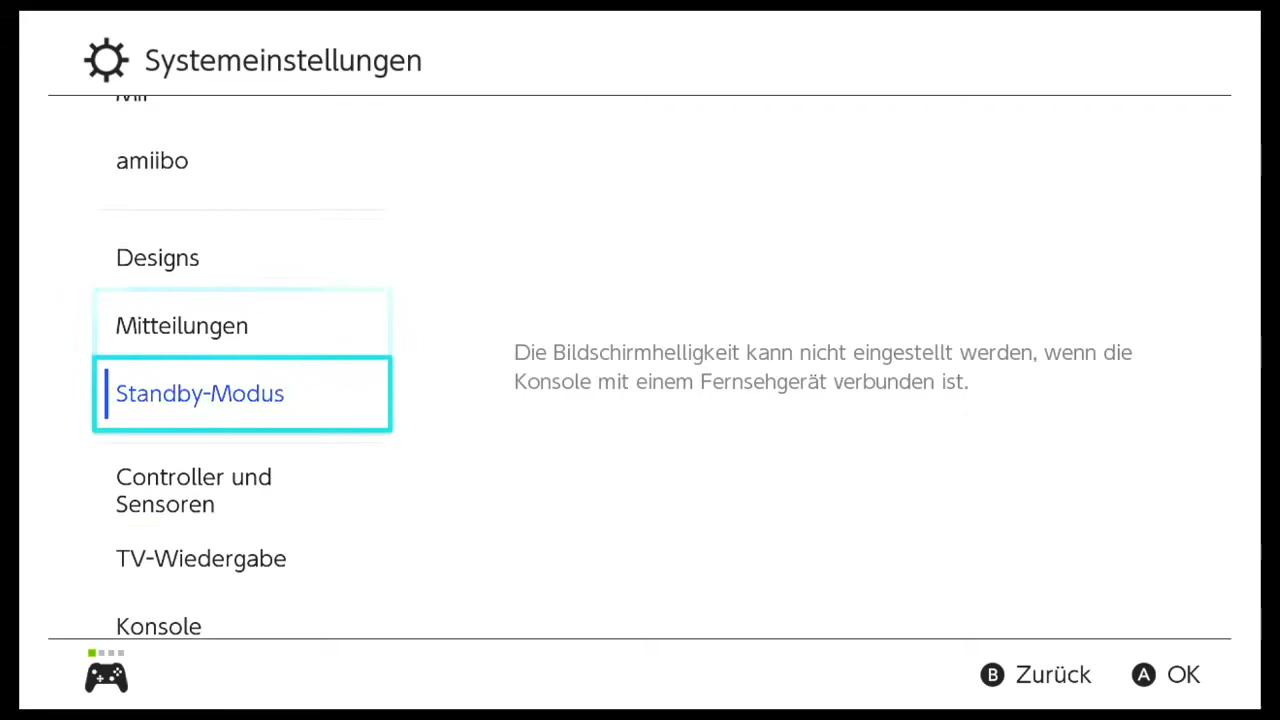 Systemeinstellungen
amiibo
Designs
Mitteilungen
Standby-Modus
Die Bildschirmhelligkeit kann nicht eingestellt werden, wenn die
Konsole mit einem Fernsehgerät verbunden ist.
Controller und
Sensoren
TV-Wiedergabe
Konsole
B Zurück
A OK